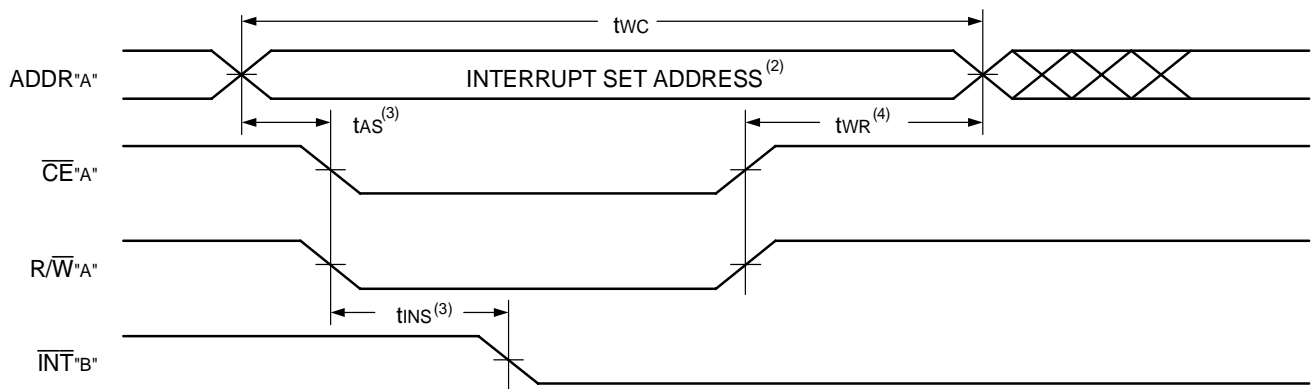 tWC
ADDR"A"
INTERRUPT SET ADDRESS(2)
tAS(3)
tWR(4)
CE"A"
R/W"A"
tINS(3)
INT"B"